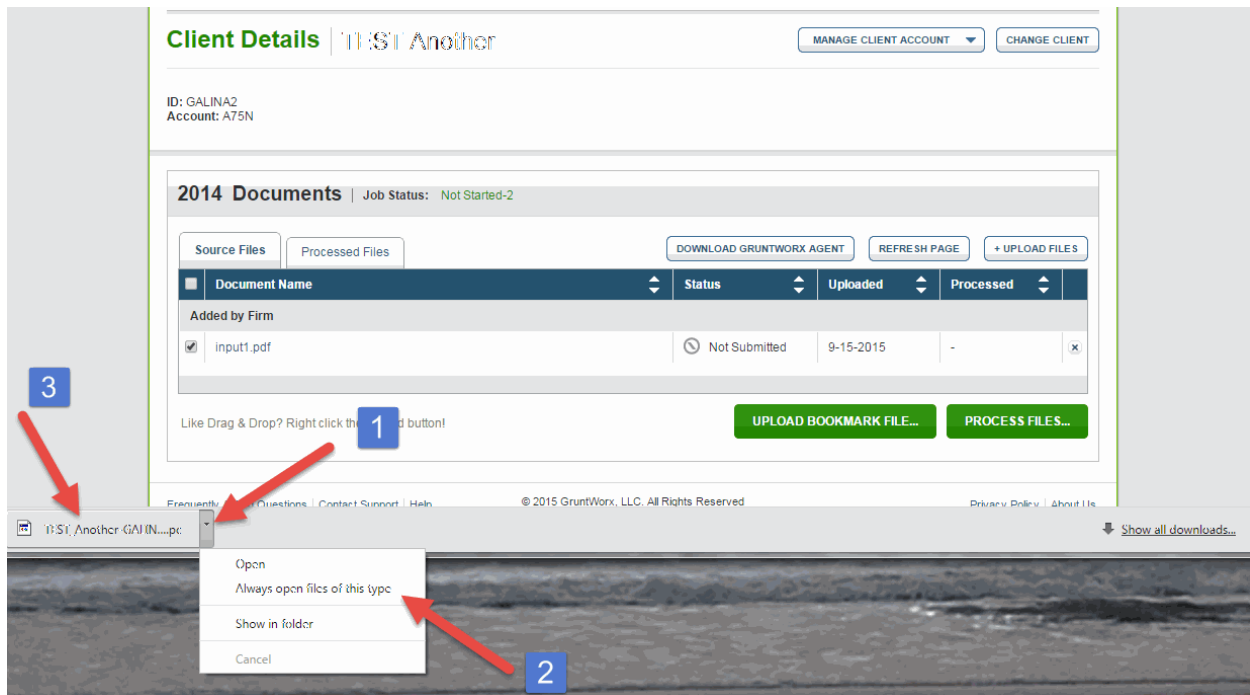 Client Details | TEST Another
MANAGE CLIENT ACCOUNT
CHANGE CLIENT
ID: GALINA2
Account: A75N
2014 Documents | Job Status: Not Started-2
Source Files
Processed Files
DOWNLOAD GRUNTWORX AGENT
REFRESH PAGE
+ UPLOAD FILES
Document Name
Status
Uploaded
Processed
Added by Firm
input1.pdf
Not Submitted
9-15-2015
-
3
Like Drag & Drop? Right click the d button!
1
UPLOAD BOOKMARK FILE...
PROCESS FILES...
Frequently Questions | Contact Support | Help
© 2015 GruntWorx, LLC. All Rights Reserved
Privacy Policy | About Us
TEST_Another-GALIN....pc
Show all downloads...
Open
Always open files of this type
Show in folder
Cancel
2